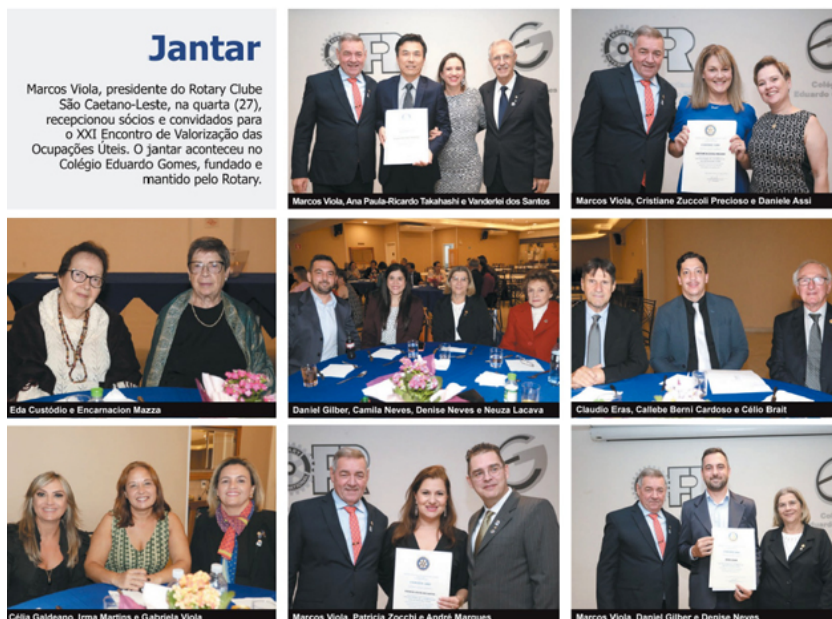 Jantar
Marcos Viola, presidente do Rotary Clube
São Caetano-Leste, na quarta (27),
recepcionou sócios e convidados para
o XXI Encontro de Valorização das
Ocupações Úteis. O jantar aconteceu no
Colégio Eduardo Gomes, fundado e
mantido pelo Rotary.
FR
Marcos Viola, Ana Paula-Ricardo Takahashi e Vanderlei dos Santos
Colég
Eduardo
Marcos Viola, Cristiane Zuccoli Precioso e Daniele Assi
Eda Custódio e Encarnacion Mazza
Daniel Gilber, Camila Neves, Denise Neves e Neuza Lacava
Claudio Eras, Callebe Berni Cardoso e Célio Brait
Célia Galdeano, Irma Martins e Gabriela Viola
Marcos Viola, Patrícia Zocchi e André Marques
Marcos Viola, Daniel Gilber e Denise Neves